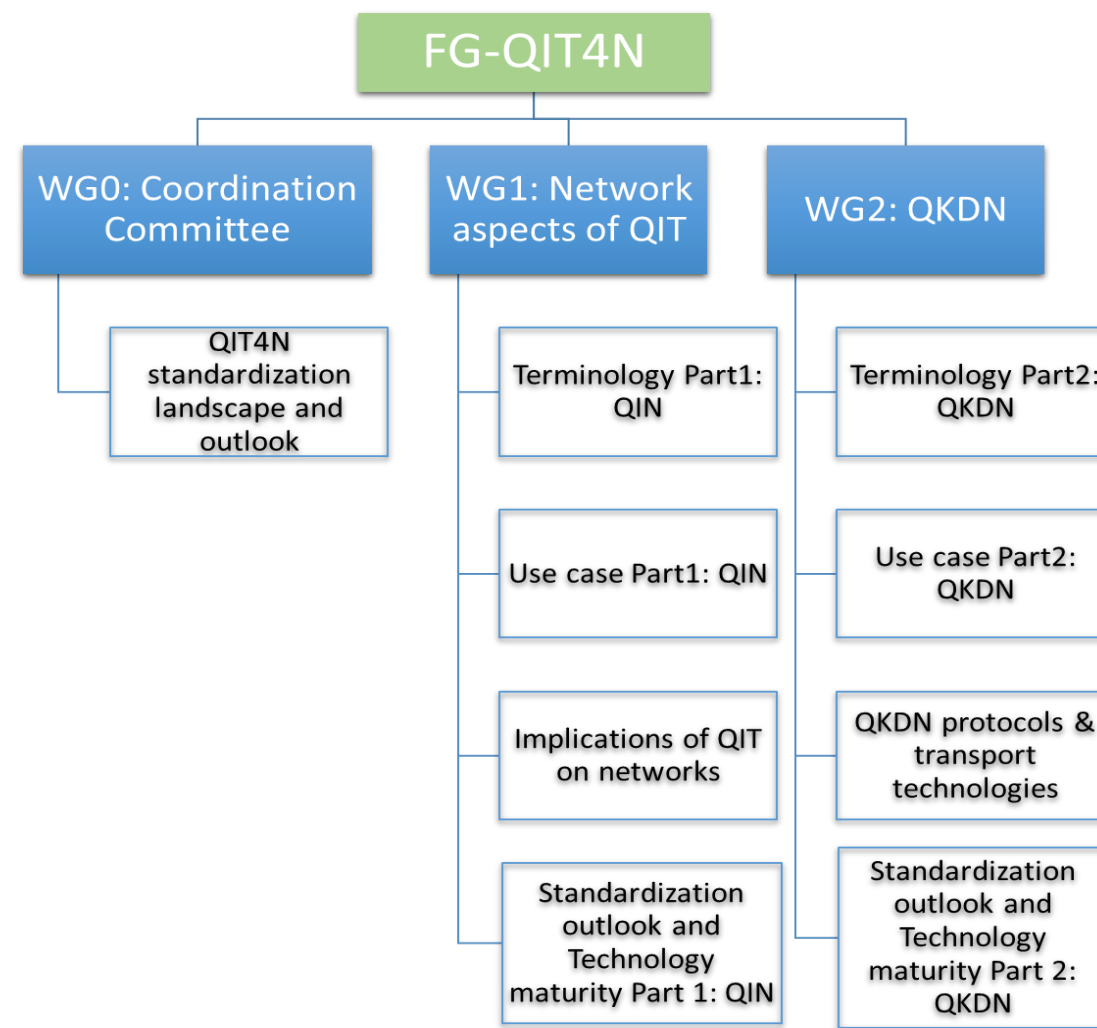 FG-QIT4N
WG0: Coordination
Committee
QIT4N
standardization
landscape and
outlook
WG1: Network
aspects of QIT
Terminology Part1:
QIN
Use case Part1: QIN
Implications of QIT
on networks
Standardization
outlook and
Technology
maturity Part 1: QIN
WG2: QKDN
Terminology Part2:
QKDN
Use case Part2:
QKDN
QKDN protocols &
transport
technologies
Standardization
outlook and
Technology
maturity Part 2:
QKDN